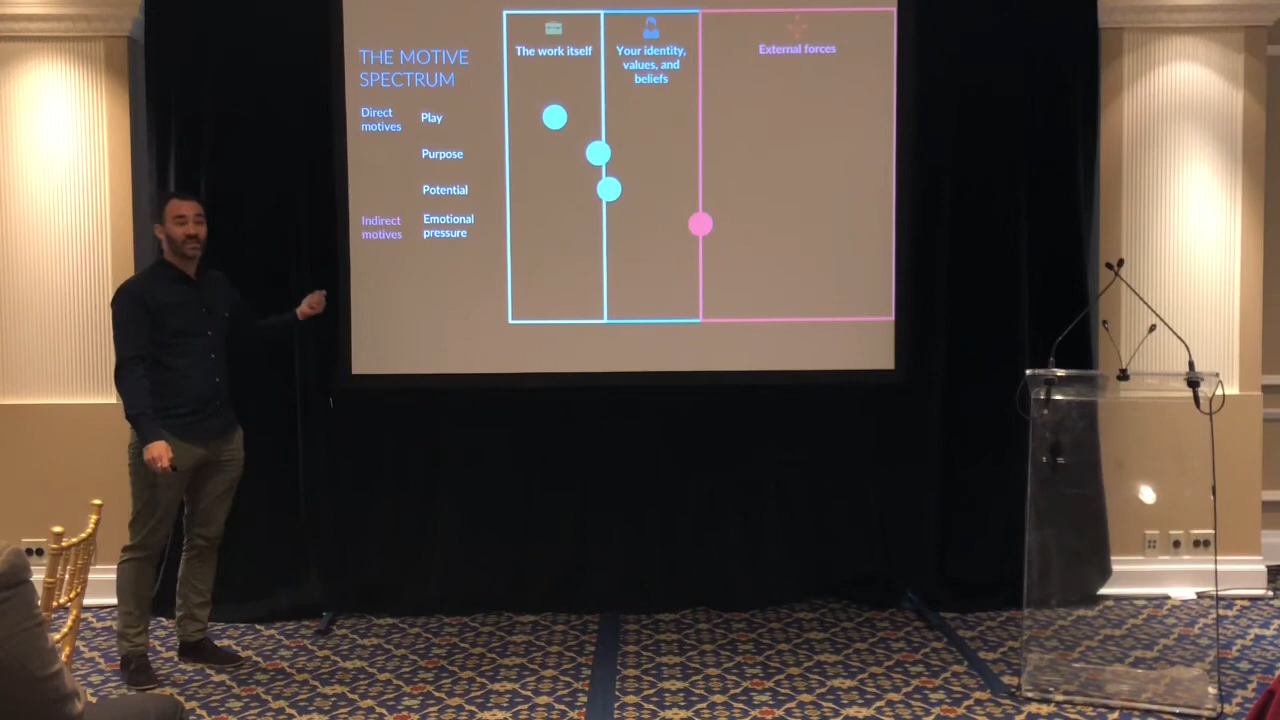 THE MOTIVE
SPECTRUM
The work itself
Your identity,
values, and
beliefs
External forces
Direct
motives
Play
Purpose
Potential
Indirect
motives
Emotional
pressure